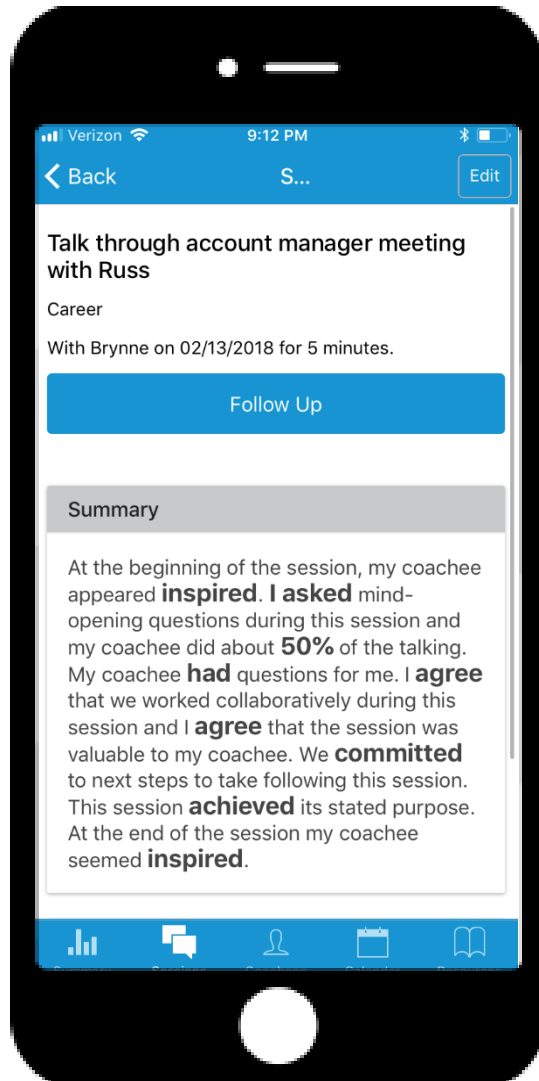 Verizon 9:12 PM
Back S... Edit
Talk through account manager meeting
with Russ
Career
With Brynne on 02/13/2018 for 5 minutes.
Follow Up
Summary
At the beginning of the session, my coachee
appeared inspired. I asked mind-
opening questions during this session and
my coachee did about 50% of the talking.
My coachee had questions for me. I agree
that we worked collaboratively during this
session and I agree that the session was
valuable to my coachee. We committed
to next steps to take following this session.
This session achieved its stated purpose.
At the end of the session my coachee
seemed inspired.